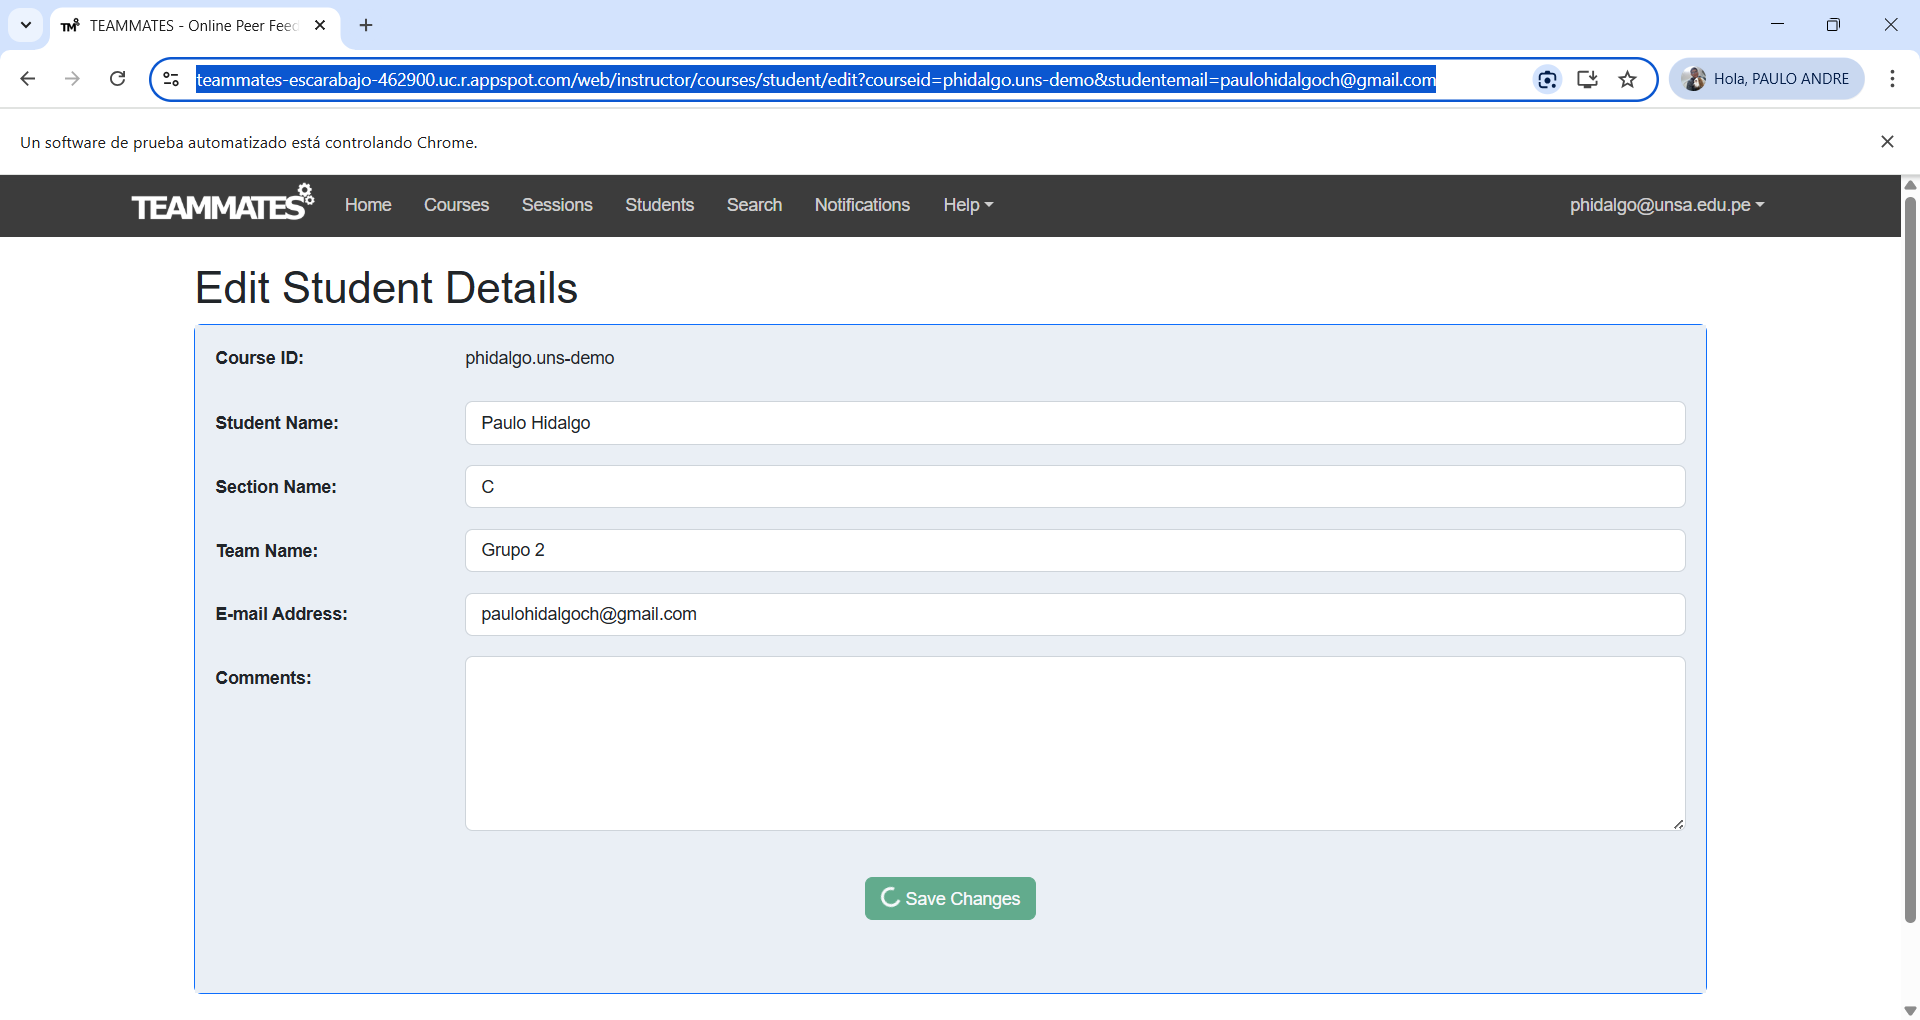 TEAMMATES - Online Peer Feed
teammates-escarabajo-462900.uc.r.appspot.com/web/instructor/courses/student/edit?courseid=phidalgo.uns-demo&studentemail=paulohidalgoch@gmail.com
Hola, PAULO ANDRE
Un software de prueba automatizado está controlando Chrome.
TEAMMATES Home Courses Sessions Students Search Notifications Help phidalgo@unsa.edu.pe
Edit Student Details
Course ID: phidalgo.uns-demo
Student Name: Paulo Hidalgo
Section Name: C
Team Name: Grupo 2
E-mail Address: paulohidalgoch@gmail.com
Comments:
Save Changes